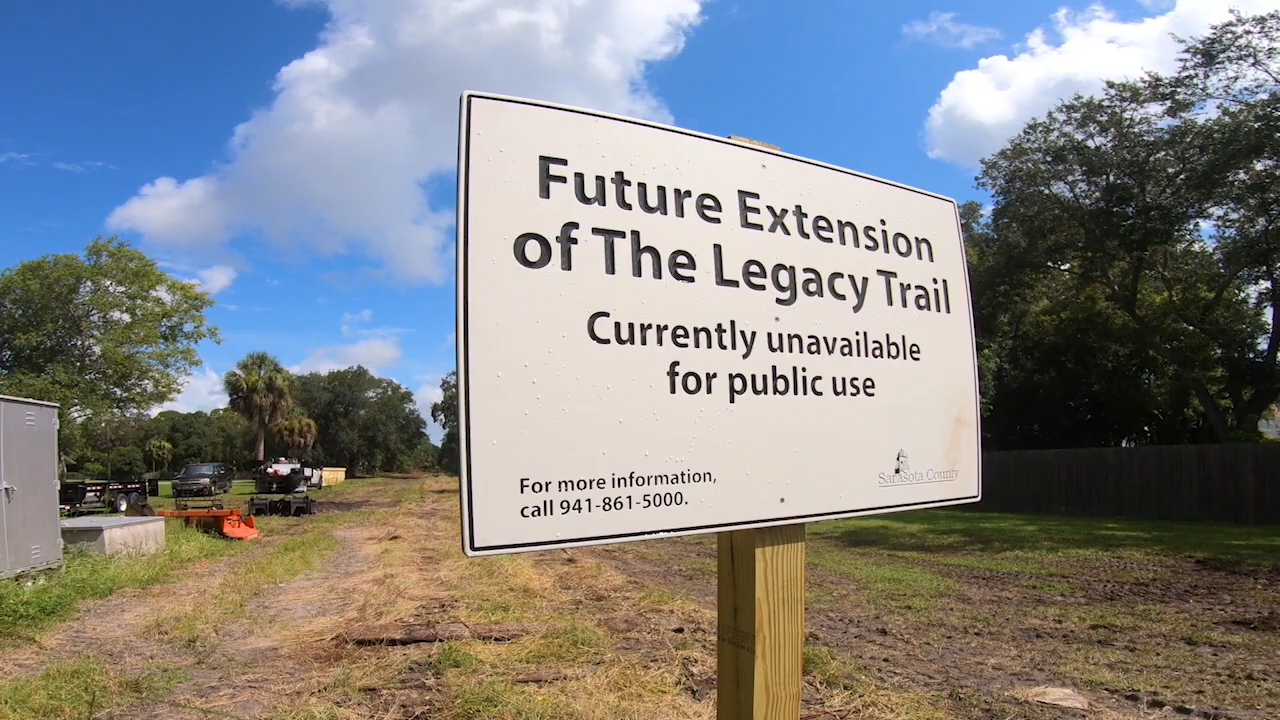 Future Extension
of The Legacy Trail
Currently unavailable
for public use
For more information,
call 941-861-5000.
Sarasota County